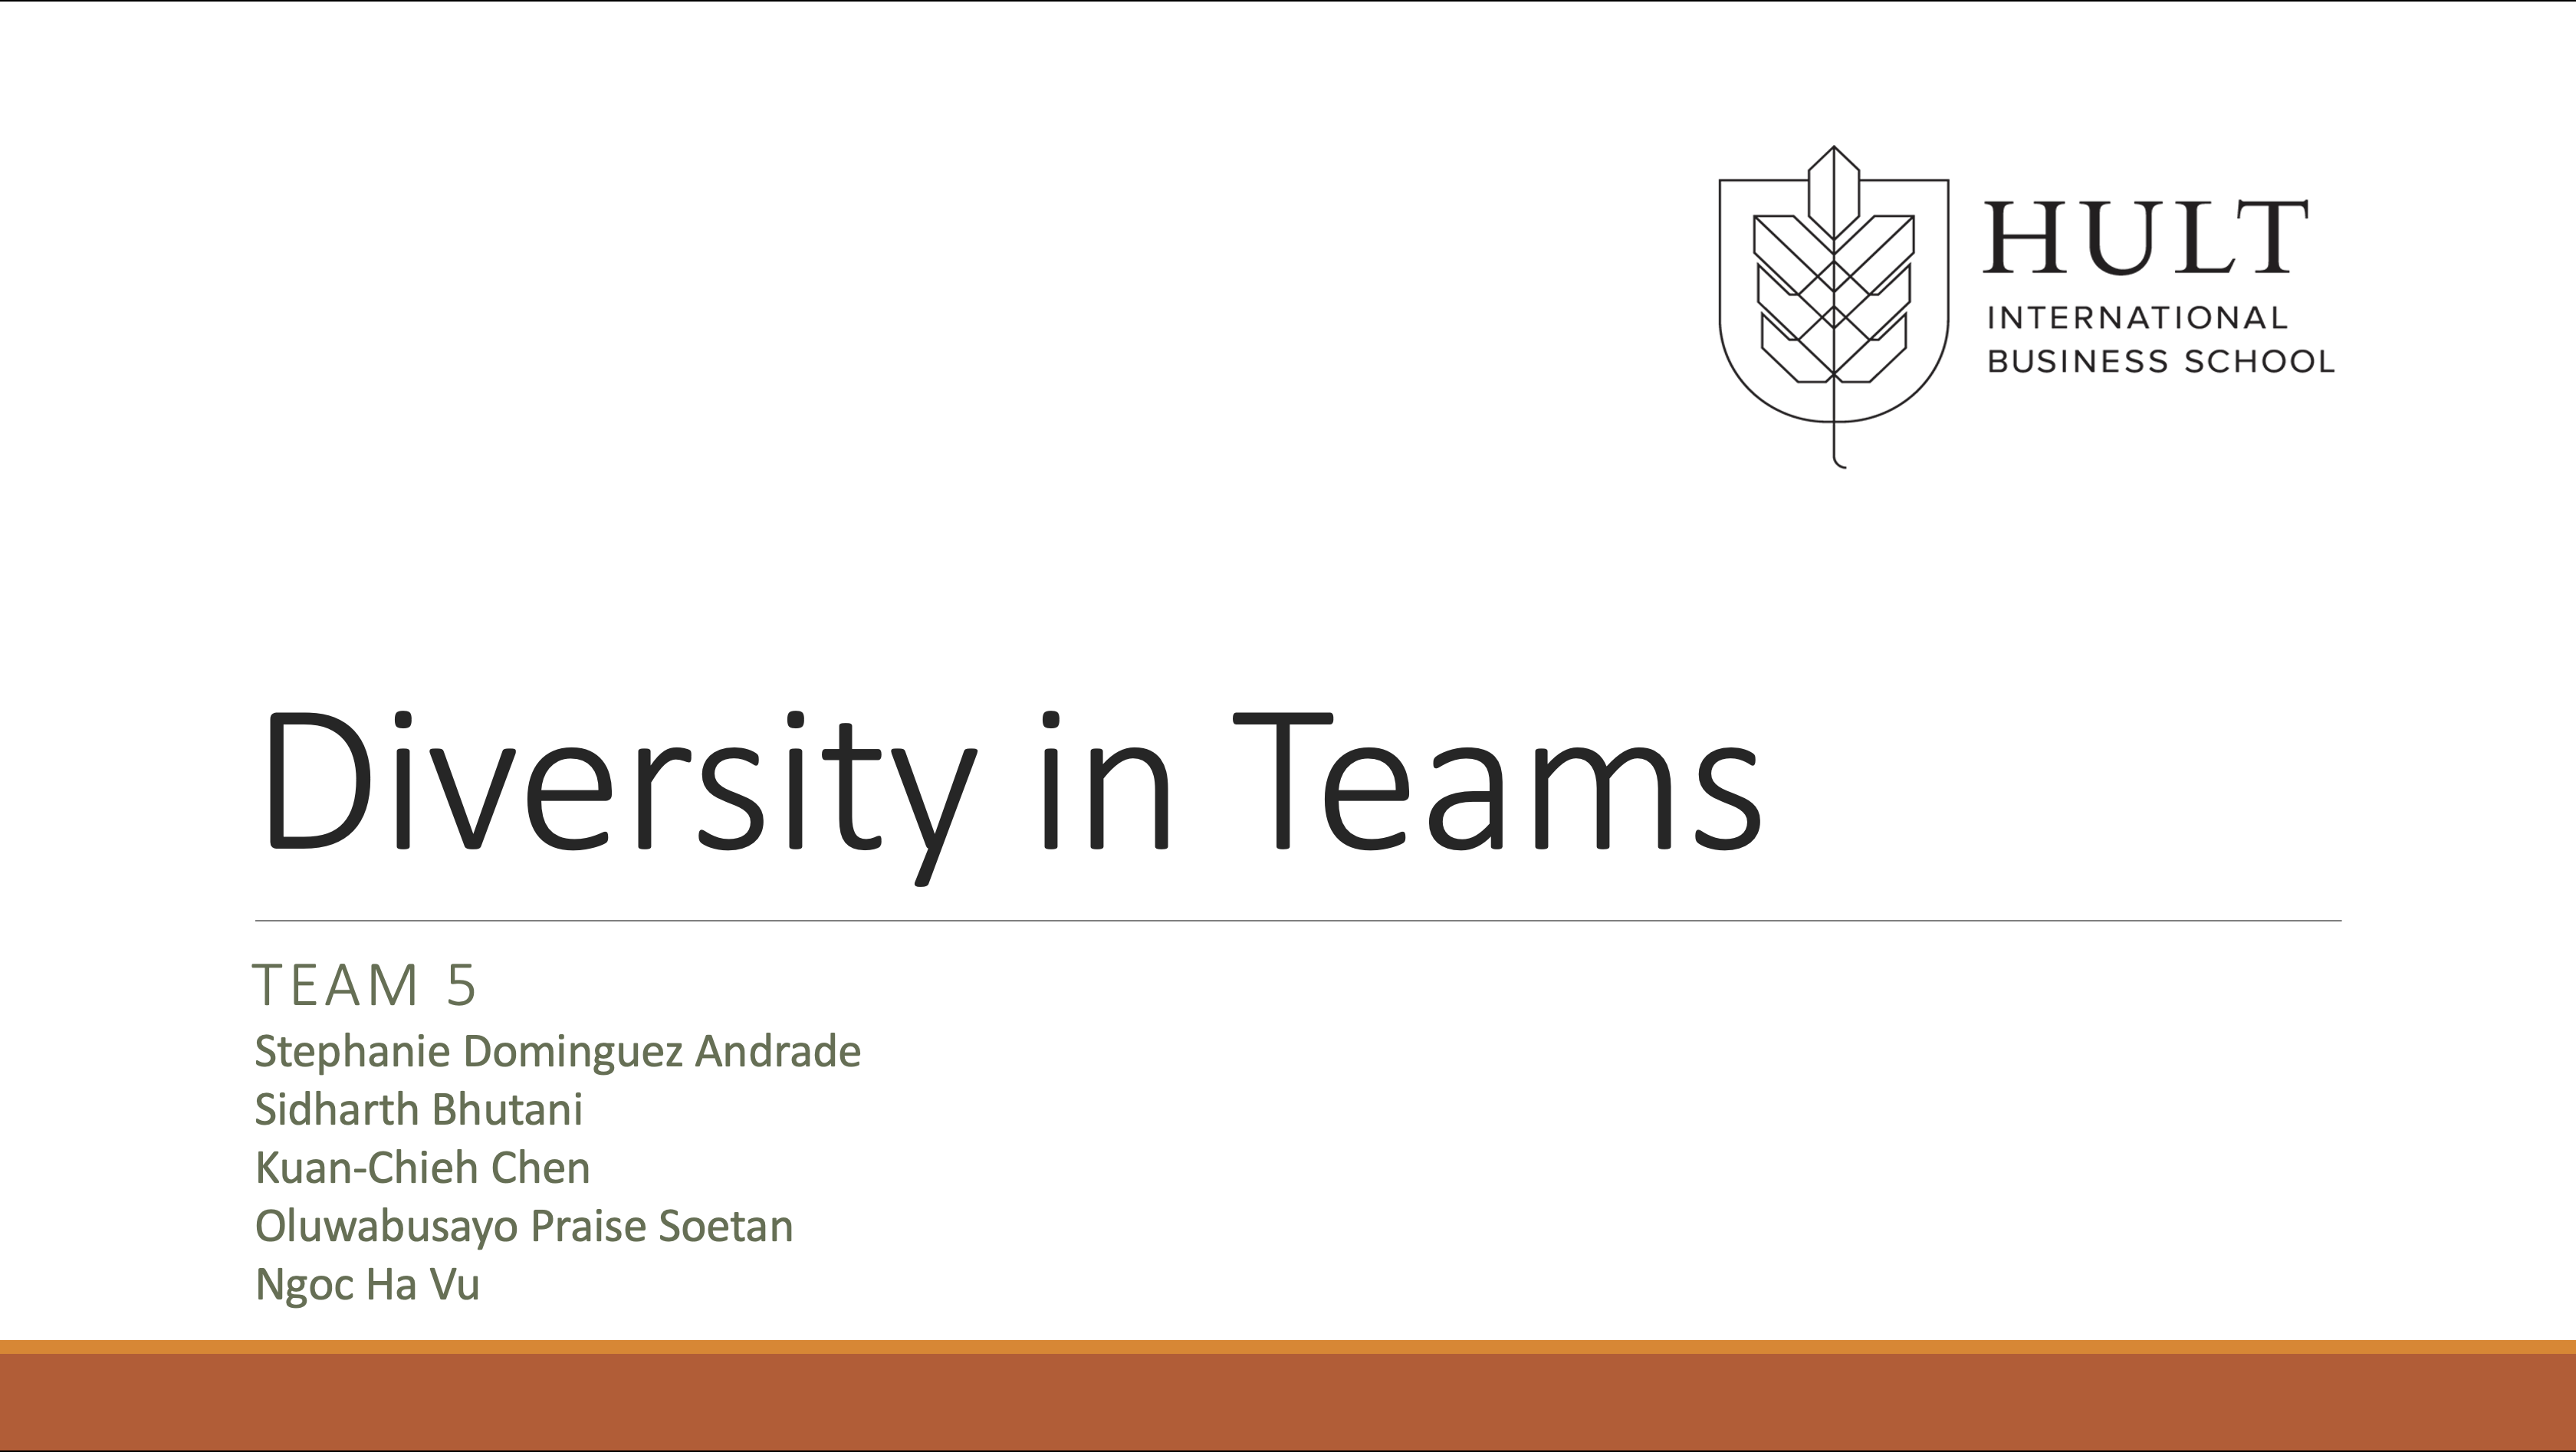 HULT
INTERNATIONAL
BUSINESS SCHOOL
Diversity in Teams
TEAM 5
Stephanie Dominguez Andrade
Sidharth Bhutani
Kuan-Chieh Chen
Oluwabusayo Praise Soetan
Ngoc Ha Vu